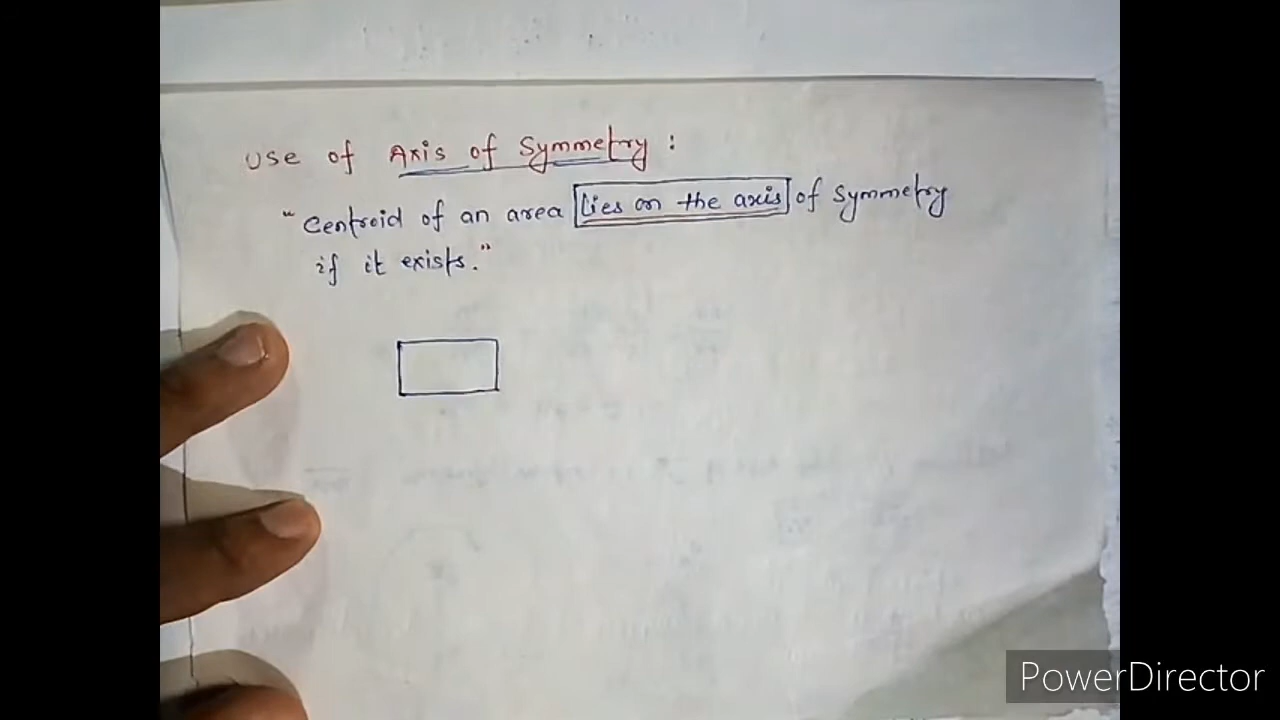 Use of Axis of Symmetry :
" Centroid of an area lies on the axis of symmetry
if it exists."
PowerDirector